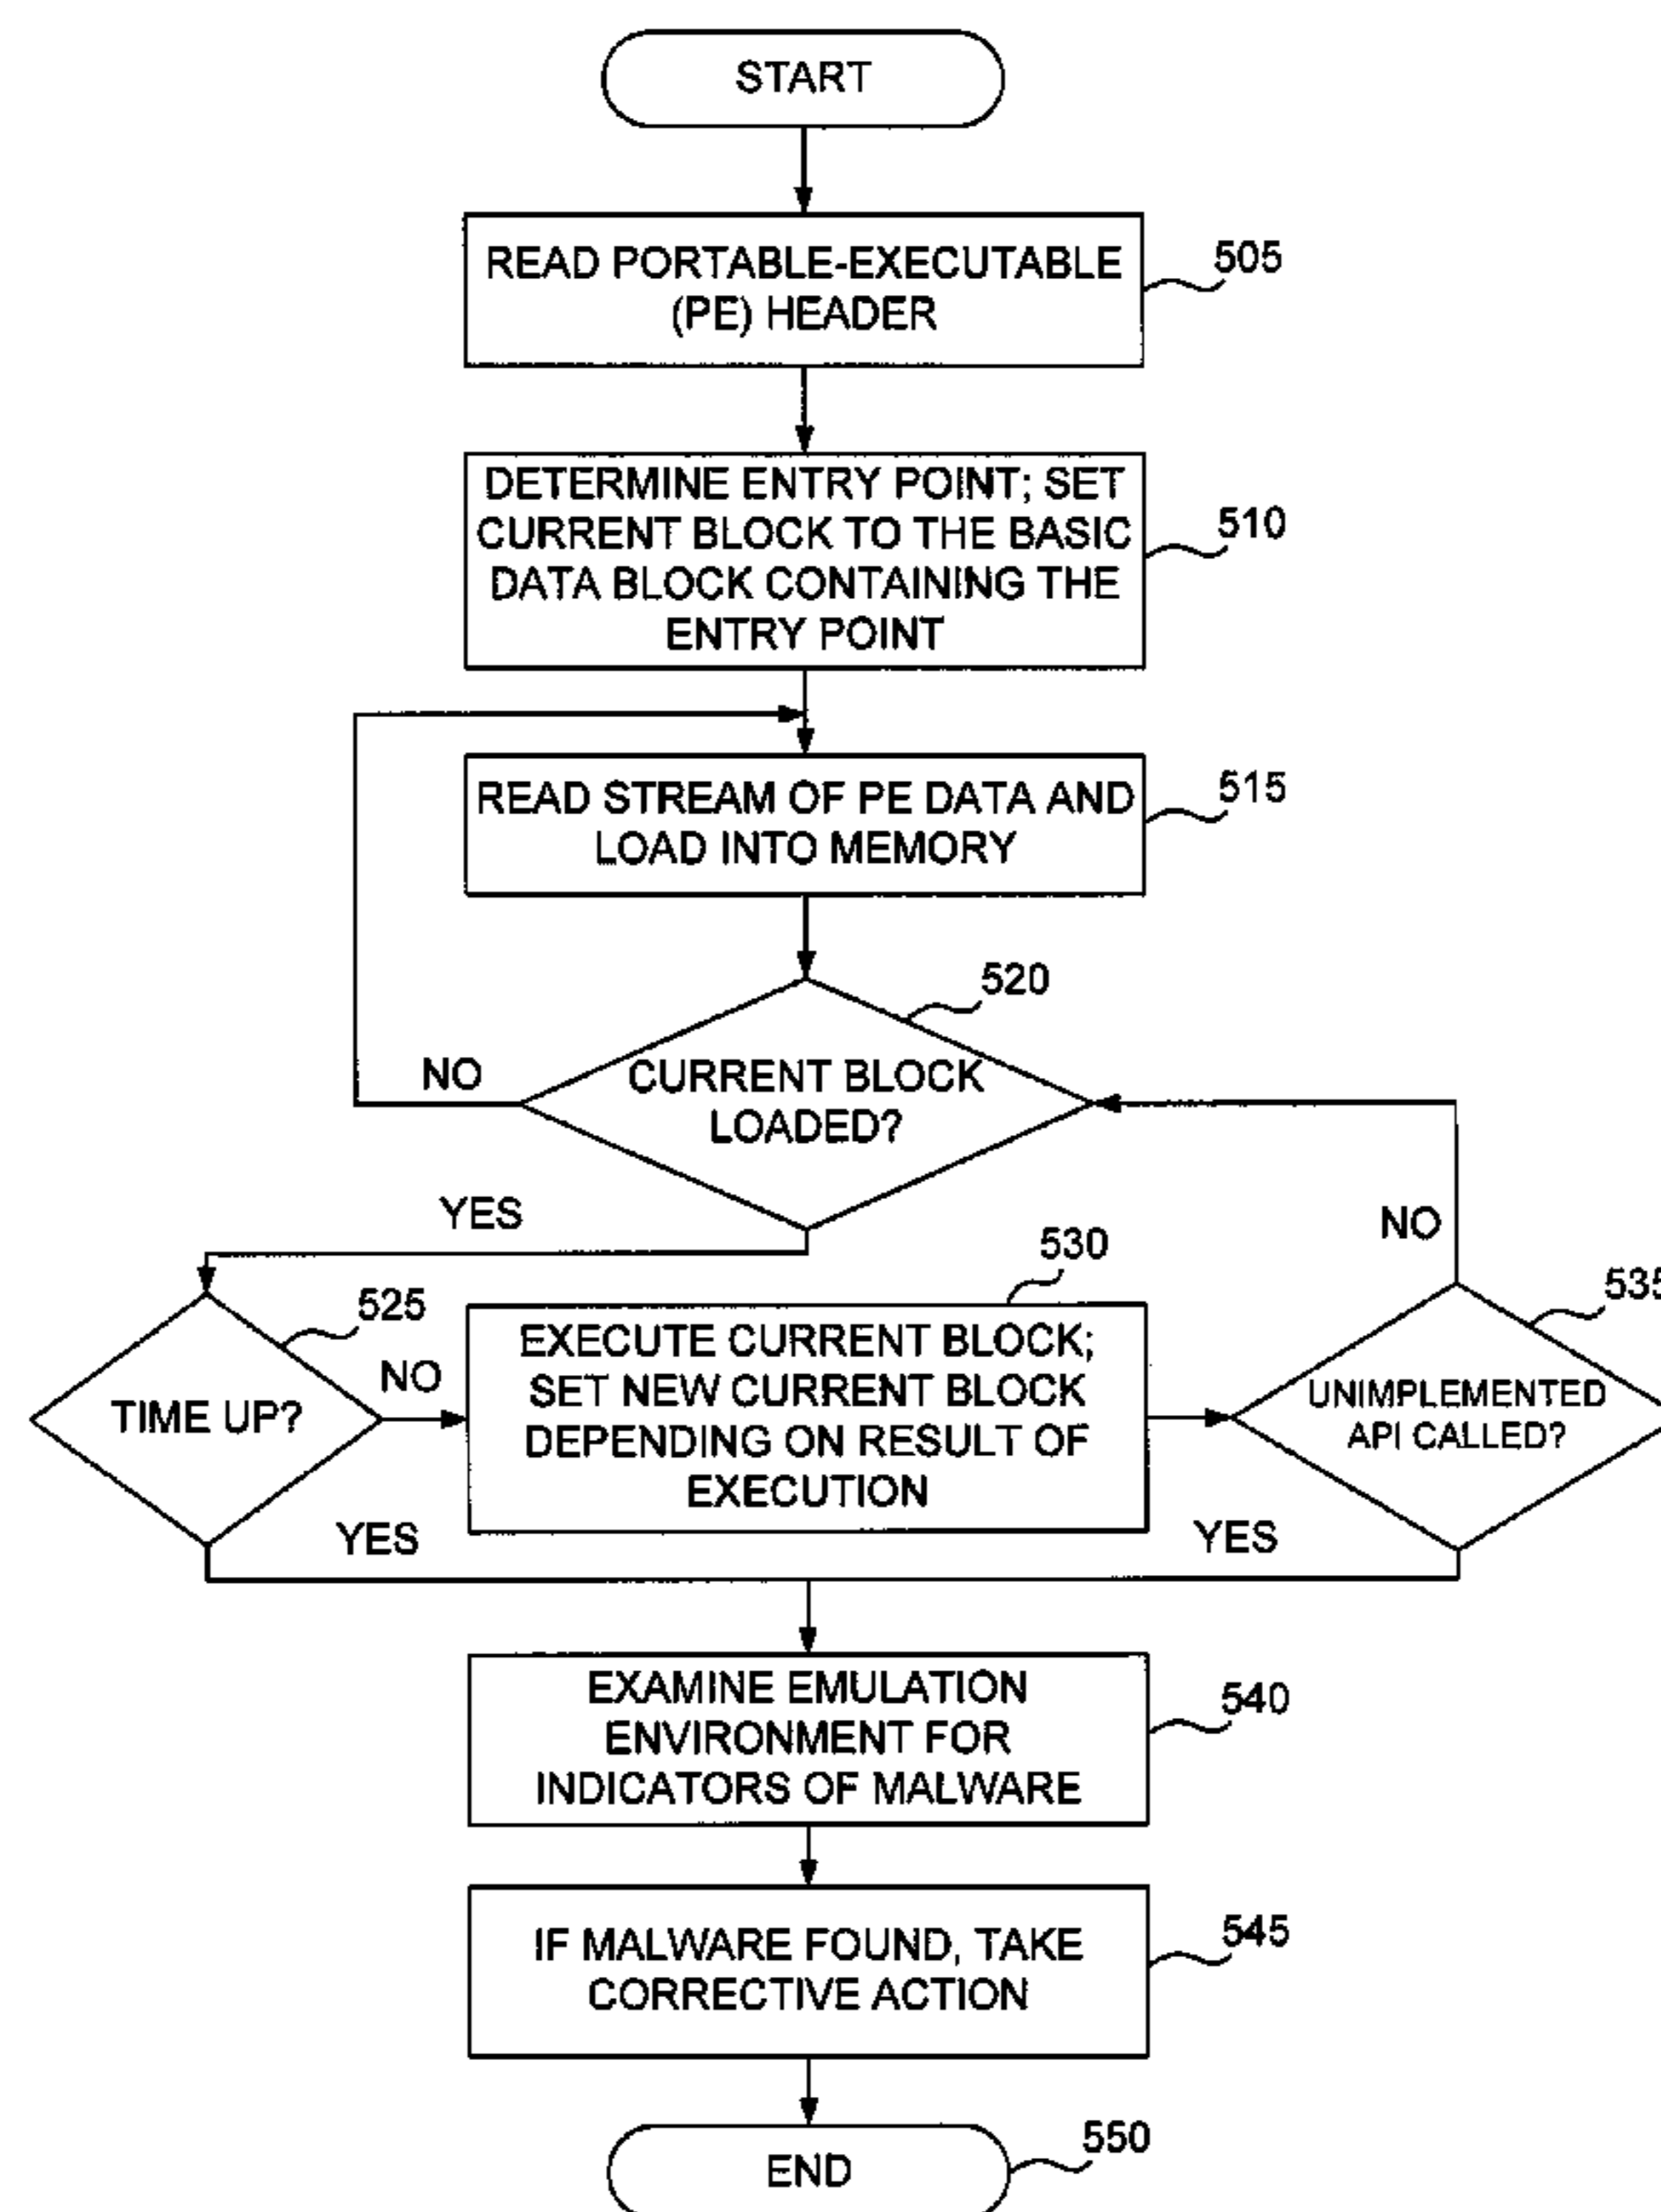 START
READ PORTABLE-EXECUTABLE
(PE) HEADER
505
DETERMINE ENTRY POINT; SET
CURRENT BLOCK TO THE BASIC
DATA BLOCK CONTAINING THE
ENTRY POINT
510
READ STREAM OF PE DATA AND
LOAD INTO MEMORY
515
520
CURRENT BLOCK
LOADED?
NO
YES
NO
530
535
525
TIME UP?
NO
EXECUTE CURRENT BLOCK;
SET NEW CURRENT BLOCK
DEPENDING ON RESULT OF
EXECUTION
UNIMPLEMENTED
API CALLED?
YES
YES
EXAMINE EMULATION
ENVIRONMENT FOR
INDICATORS OF MALWARE
540
IF MALWARE FOUND, TAKE
CORRECTIVE ACTION
545
END
550